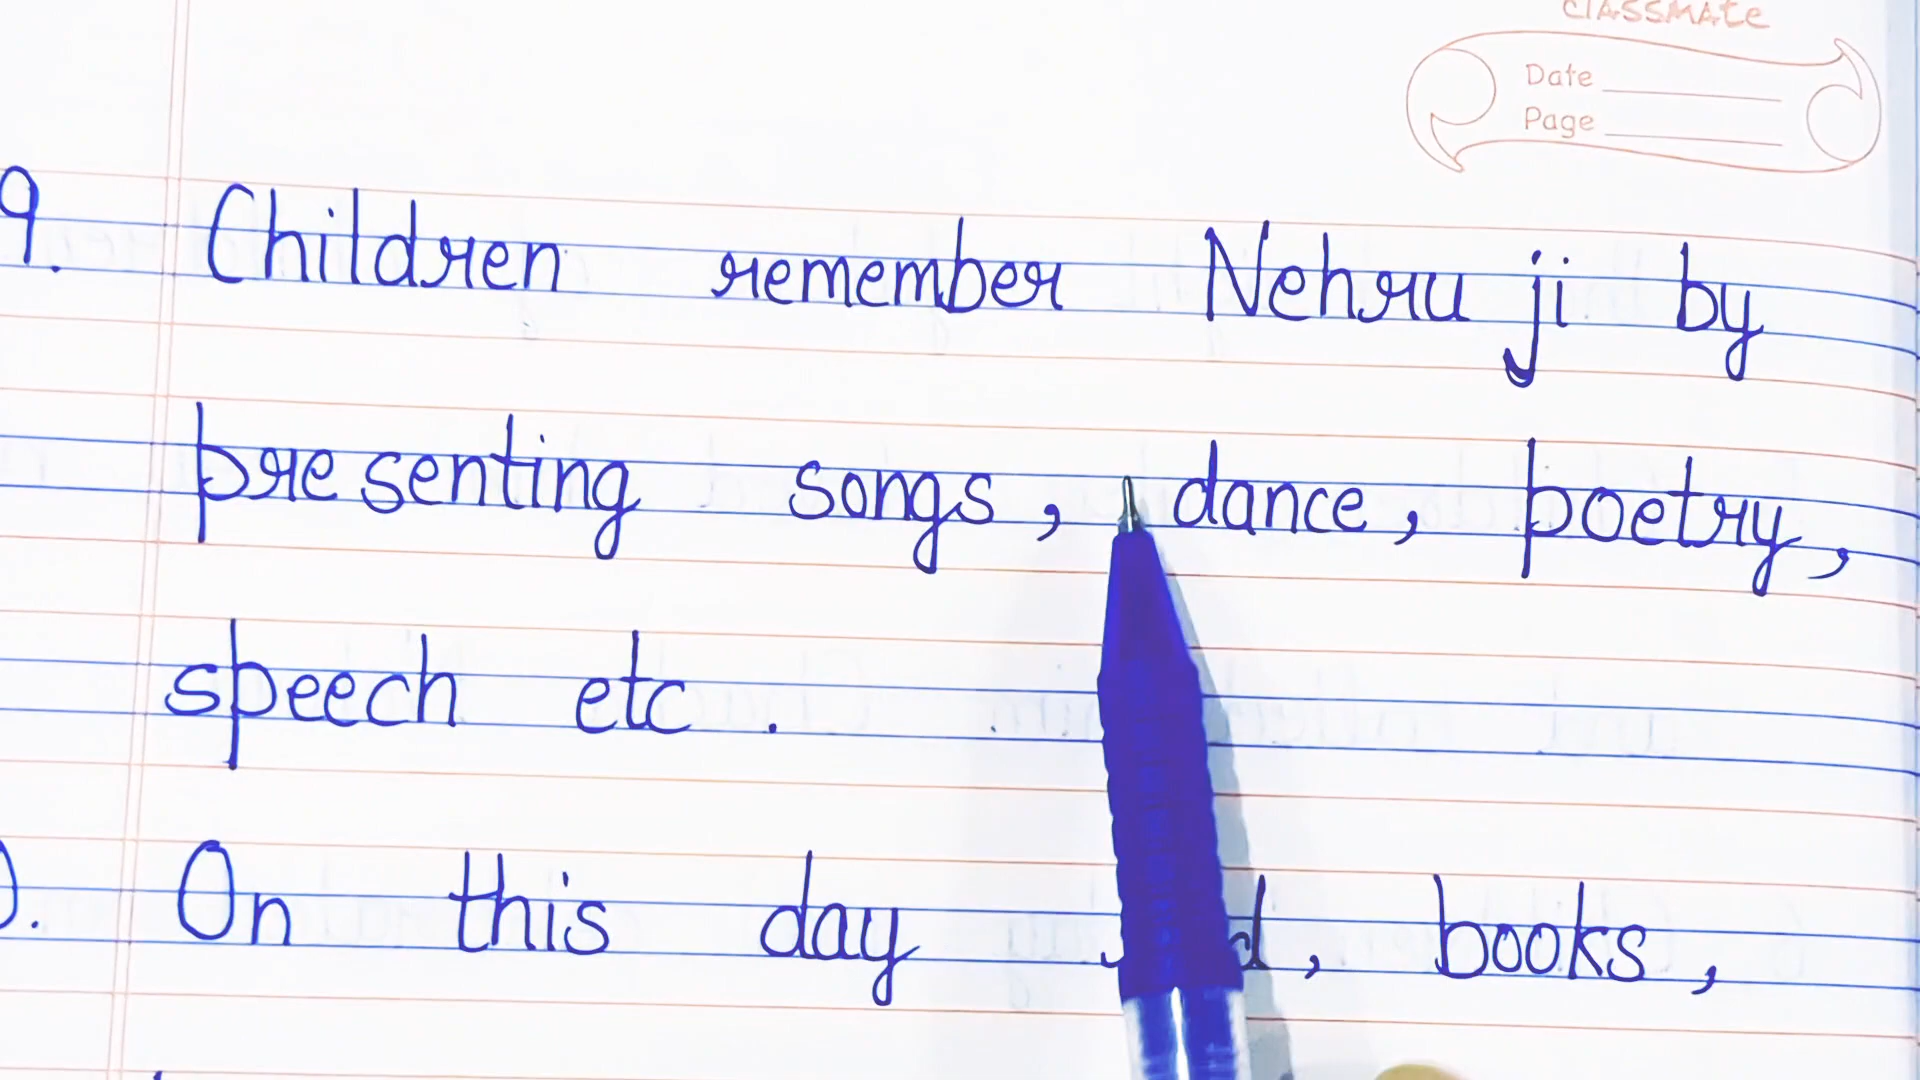 classmate
Date
Page
9. Children remember Nehru ji by
presenting songs, dance, poetry,
speech etc.
On this day books,